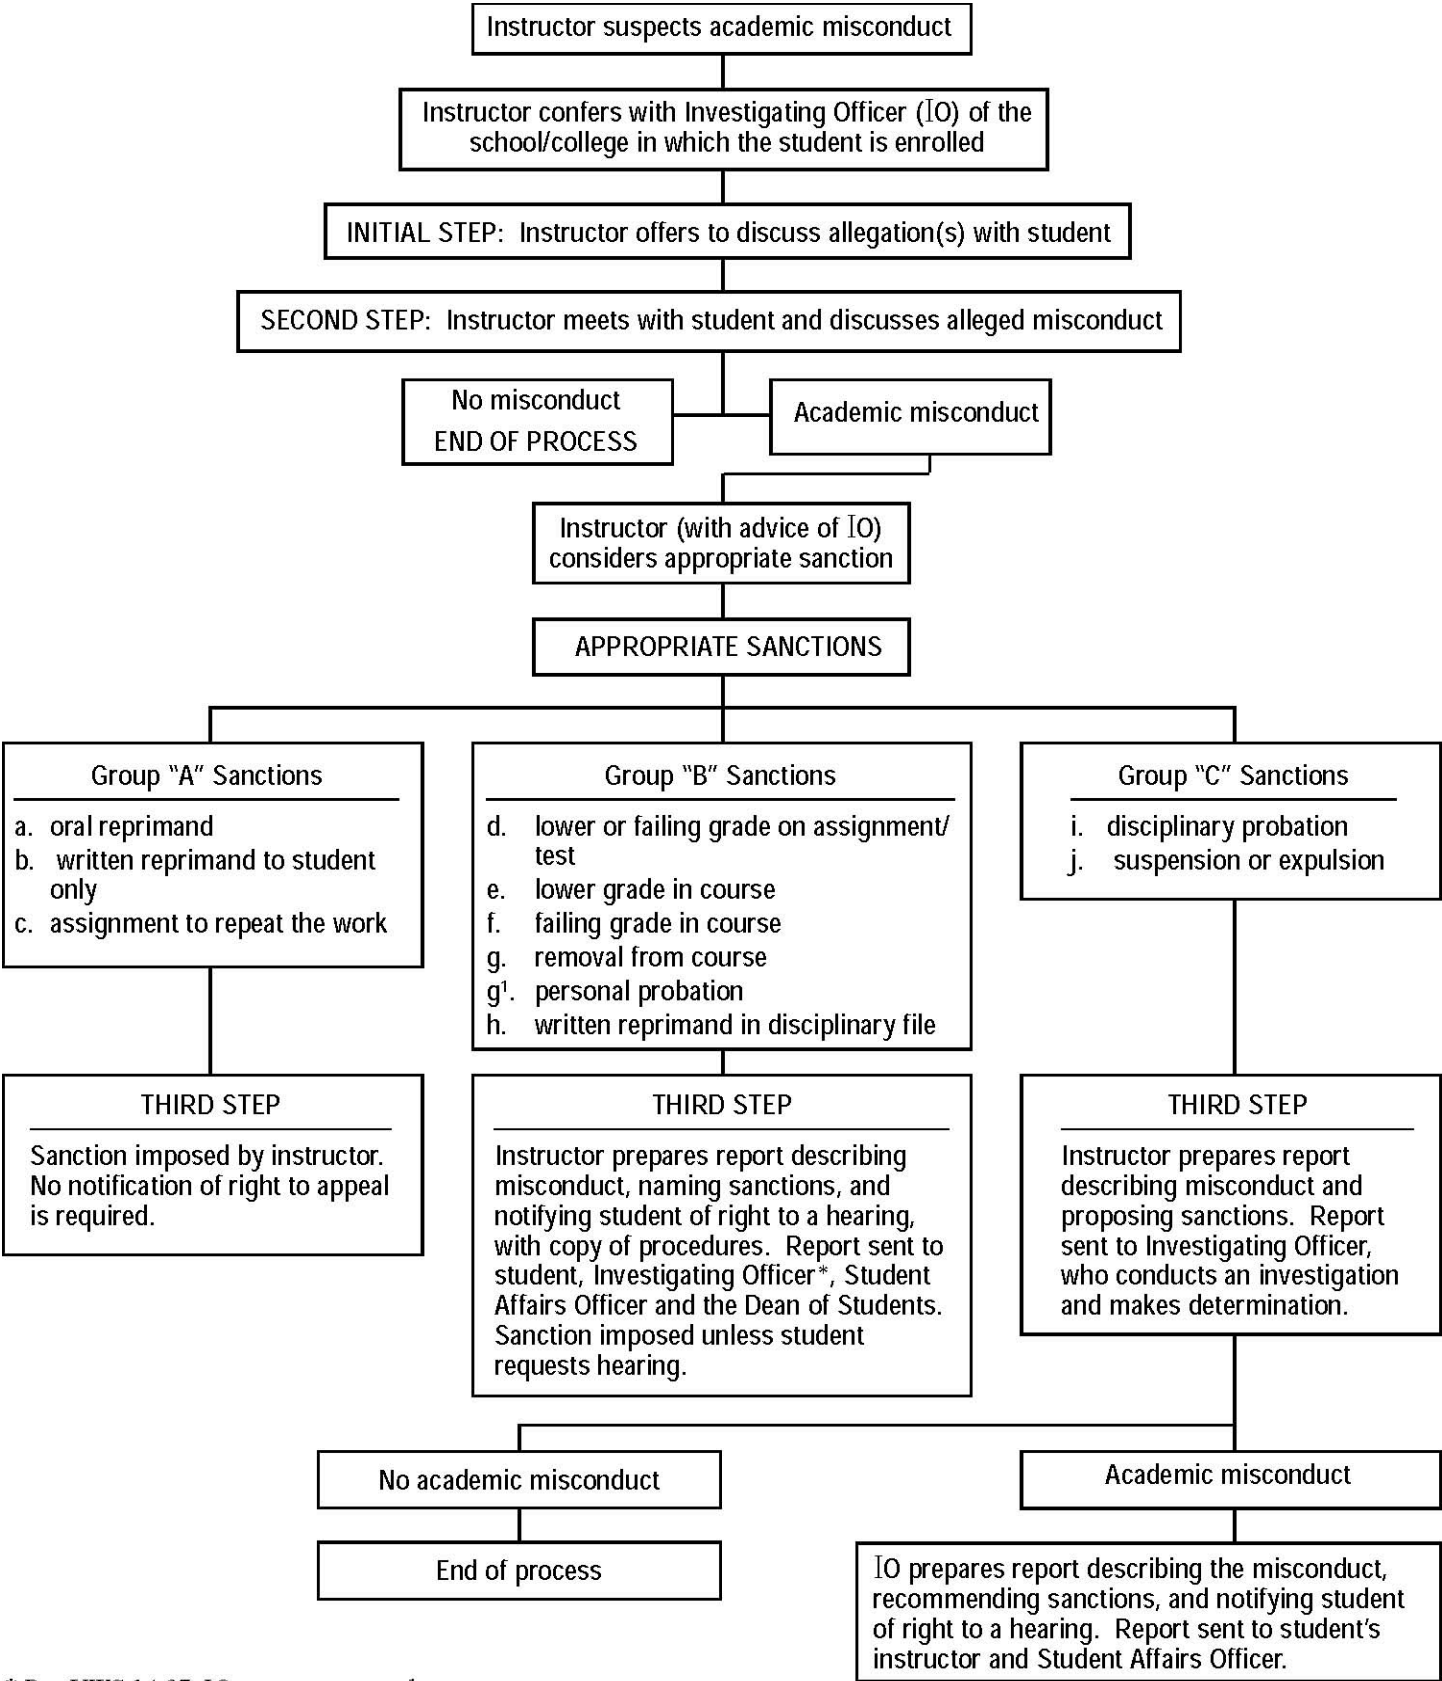 Instructor suspects academic misconduct
Instructor confers with Investigating Officer (IO) of the
school/college in which the student is enrolled
INITIAL STEP: Instructor offers to discuss allegation(s) with student
SECOND STEP: Instructor meets with student and discusses alleged misconduct
No misconduct
END OF PROCESS
Academic misconduct
Instructor (with advice of IO)
considers appropriate sanction
APPROPRIATE SANCTIONS
Group "A" Sanctions
a. oral reprimand
b. written reprimand to student
only
c. assignment to repeat the work
Group "B" Sanctions
d. lower or failing grade on assignment/
test
e. lower grade in course
f. failing grade in course
g. removal from course
g¹. personal probation
h. written reprimand in disciplinary file
Group "C" Sanctions
i. disciplinary probation
j. suspension or expulsion
THIRD STEP
Sanction imposed by instructor.
No notification of right to appeal
is required.
THIRD STEP
Instructor prepares report describing
misconduct, naming sanctions, and
notifying student of right to a hearing,
with copy of procedures. Report sent to
student, Investigating Officer*, Student
Affairs Officer and the Dean of Students.
Sanction imposed unless student
requests hearing.
THIRD STEP
Instructor prepares report
describing misconduct and
proposing sanctions. Report
sent to Investigating Officer,
who conducts an investigation
and makes determination.
No academic misconduct
End of process
Academic misconduct
IO prepares report describing the misconduct,
recommending sanctions, and notifying student
of right to a hearing. Report sent to student's
instructor and Student Affairs Officer.